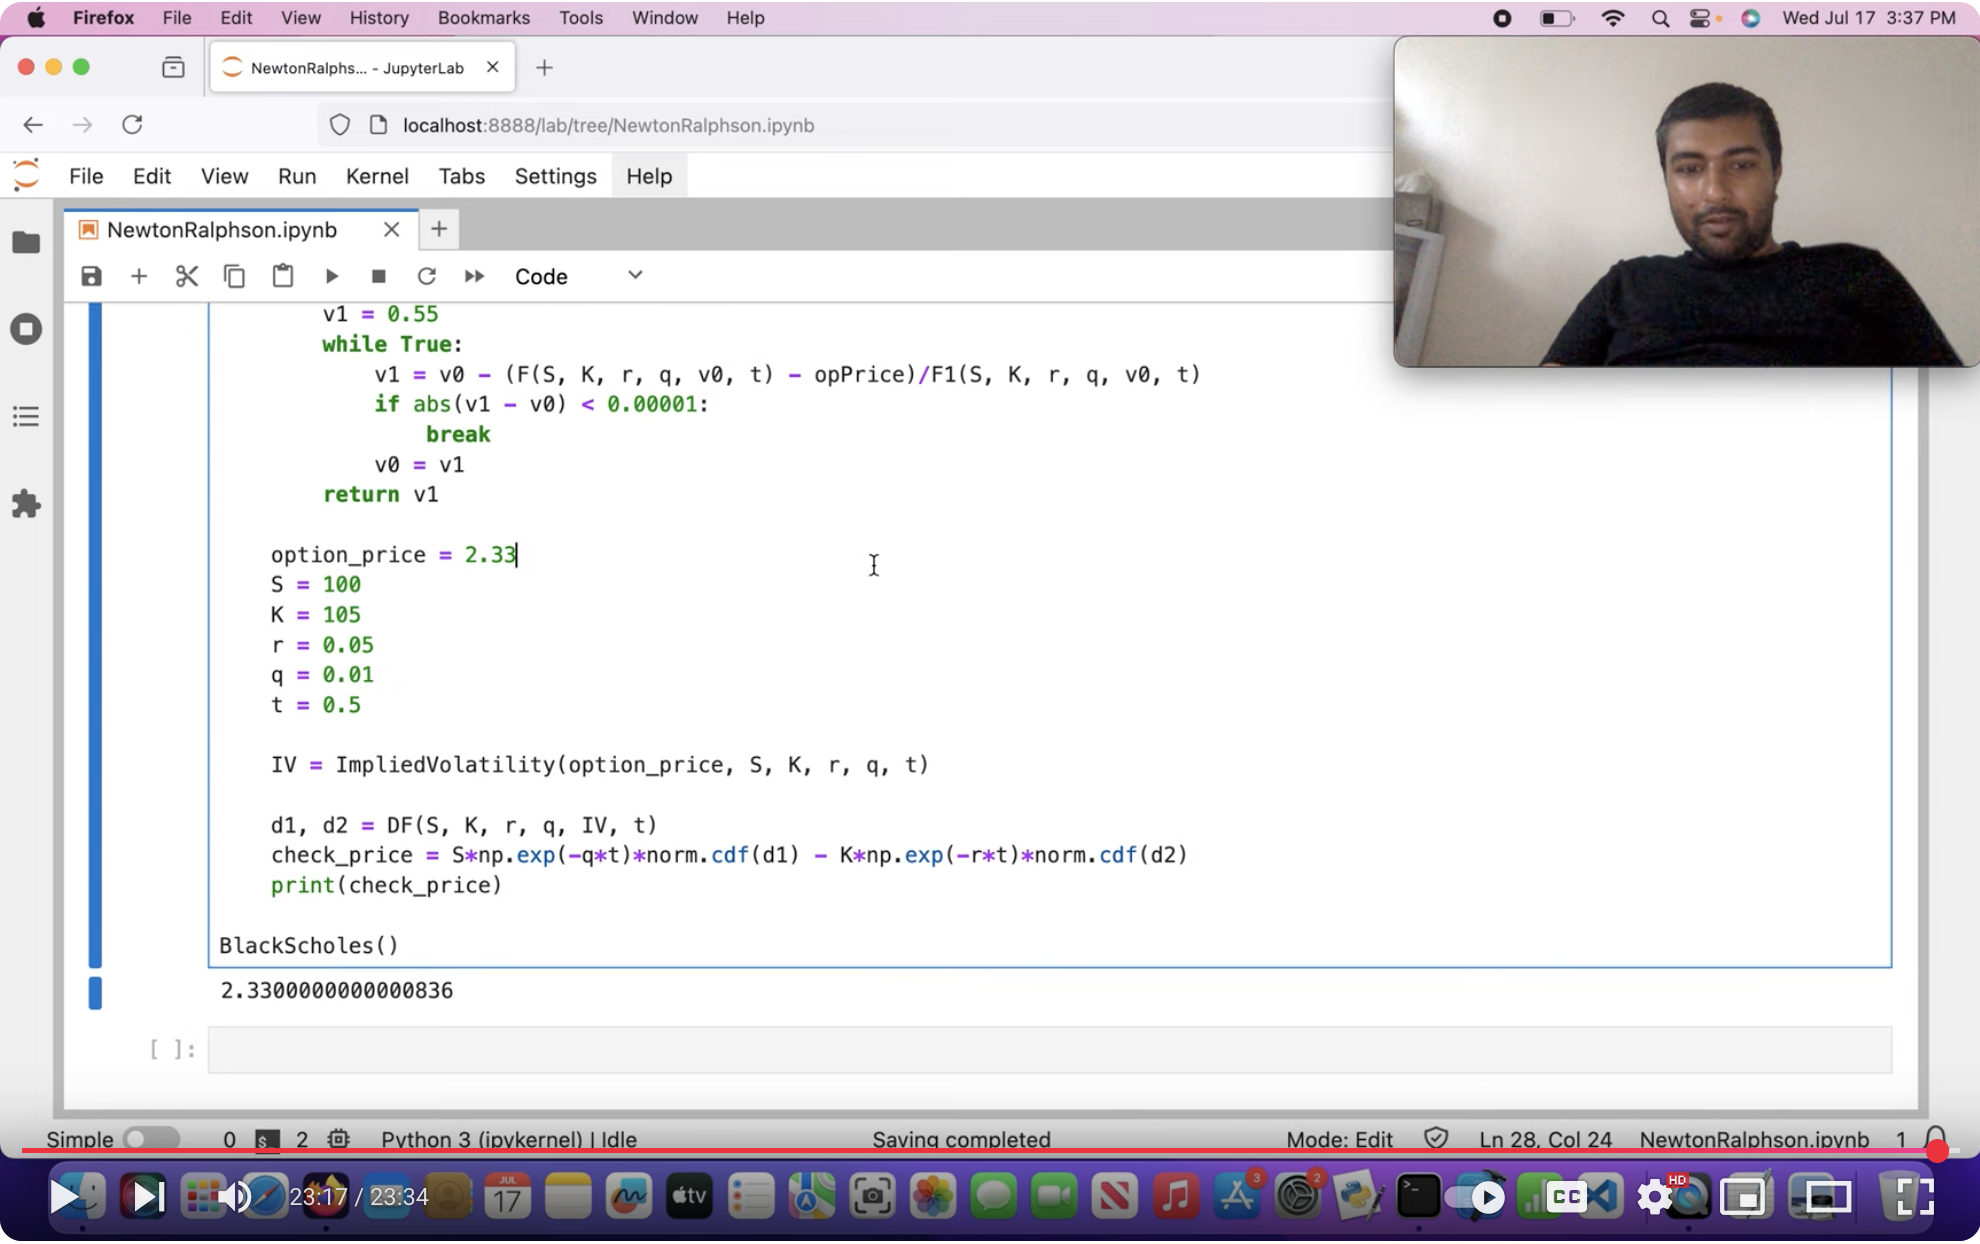 Firefox File Edit View History Bookmarks Tools Window Help Wed Jul 17 3:37 PM
NewtonRalphs... - JupyterLab
localhost:8888/lab/tree/NewtonRalphson.ipynb
File Edit View Run Kernel Tabs Settings Help
NewtonRalphson.ipynb
Code
v1 = 0.55
while True:
v1 = v0 - (F(S, K, r, q, v0, t) - opPrice)/F1(S, K, r, q, v0, t)
if abs(v1 - v0) < 0.00001:
break
v0 = v1
return v1
option_price = 2.33
S = 100
K = 105
r = 0.05
q = 0.01
t = 0.5
IV = ImpliedVolatility(option_price, S, K, r, q, t)
d1, d2 = DF(S, K, r, q, IV, t)
check_price = S*np.exp(-q*t)*norm.cdf(d1) - K*np.exp(-r*t)*norm.cdf(d2)
print(check_price)
BlackScholes()
2.3300000000000836
[ ]:
Simple 0 $_ 2 Python 3 (ipykernel) | Idle Saving completed Mode: Edit Ln 28, Col 24 NewtonRalphson.ipynb 1
23:17 / 23:34
JUL
17
tv
3
2
>_
CC
HD